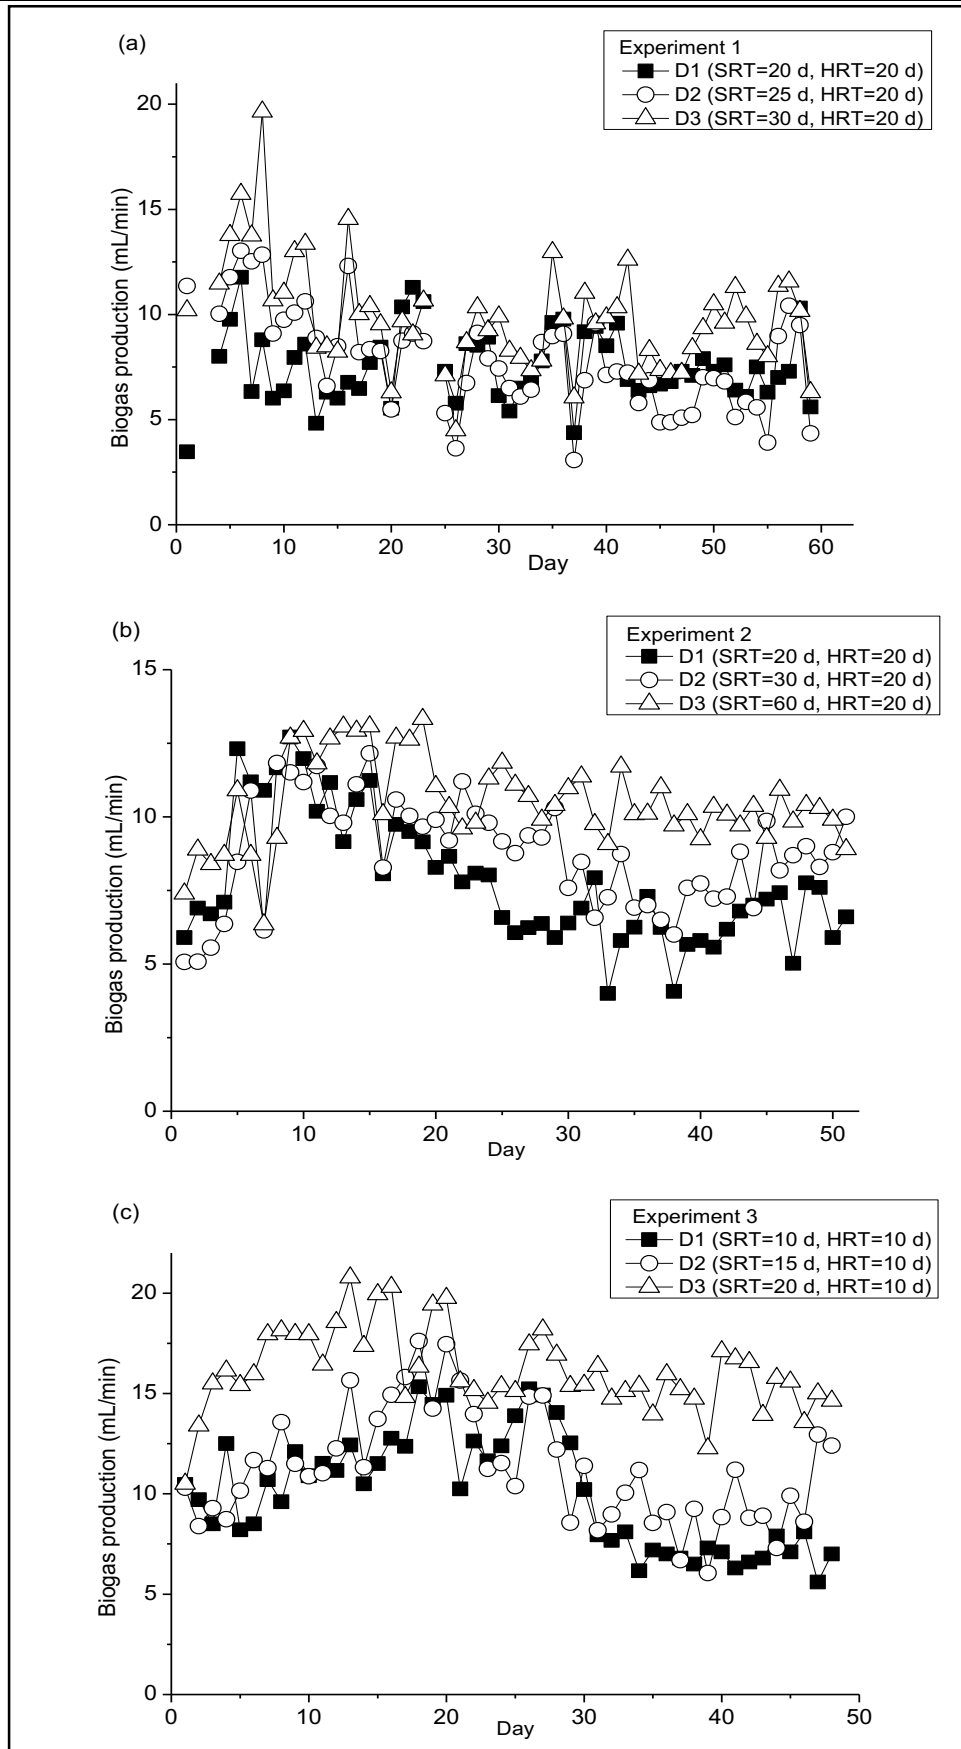 (a)
Experiment 1
D1 (SRT=20 d, HRT=20 d)
D2 (SRT=25 d, HRT=20 d)
D3 (SRT=30 d, HRT=20 d)
Biogas production (mL/min)
20
15
10
5
0
0 10 20 30 40 50 60
Day
(b)
Experiment 2
D1 (SRT=20 d, HRT=20 d)
D2 (SRT=30 d, HRT=20 d)
D3 (SRT=60 d, HRT=20 d)
Biogas production (mL/min)
15
10
5
0
0 10 20 30 40 50
Day
(c)
Experiment 3
D1 (SRT=10 d, HRT=10 d)
D2 (SRT=15 d, HRT=10 d)
D3 (SRT=20 d, HRT=10 d)
Biogas production (mL/min)
20
15
10
5
0
0 10 20 30 40 50
Day